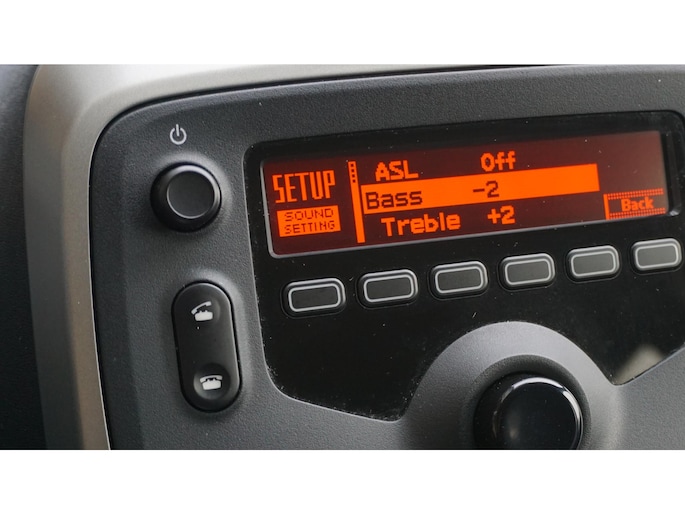 SETUP
SOUND
SETTING
ASL Off
Bass -2
Treble +2
Back